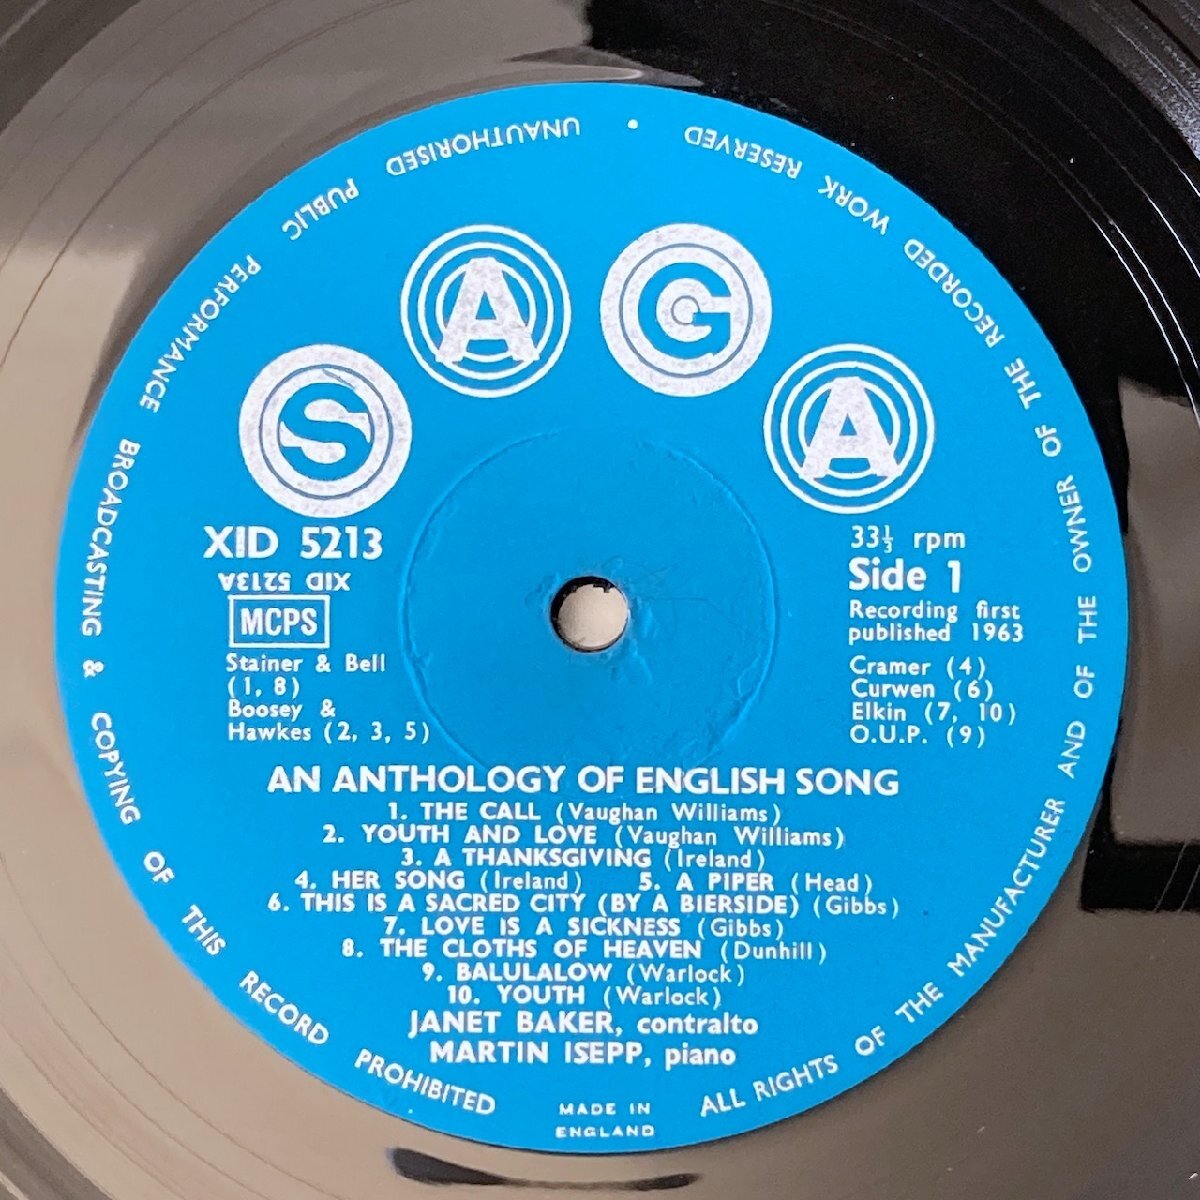 UNAUTHORISED PUBLIC PERFORMANCE BROADCASTING & COPYING OF THIS RECORD PROHIBITED
ALL RIGHTS OF THE MANUFACTURER AND OF THE OWNER OF THE RECORDED WORK RESERVED
SAGA
XID 5213
XID 5213A
MCPS
Stainer & Bell
(1, 8)
Boosey &
Hawkes (2, 3, 5)
33⅓ rpm
Side 1
Recording first
published 1963
Cramer (4)
Curwen (6)
Elkin (7, 10)
O.U.P. (9)
AN ANTHOLOGY OF ENGLISH SONG
1. THE CALL (Vaughan Williams)
2. YOUTH AND LOVE (Vaughan Williams)
3. A THANKSGIVING (Ireland)
4. HER SONG (Ireland) 5. A PIPER (Head)
6. THIS IS A SACRED CITY (BY A BIERSIDE) (Gibbs)
7. LOVE IS A SICKNESS (Gibbs)
8. THE CLOTHS OF HEAVEN (Dunhill)
9. BALULALOW (Warlock)
10. YOUTH (Warlock)
JANET BAKER, contralto
MARTIN ISEPP, piano
MADE IN
ENGLAND